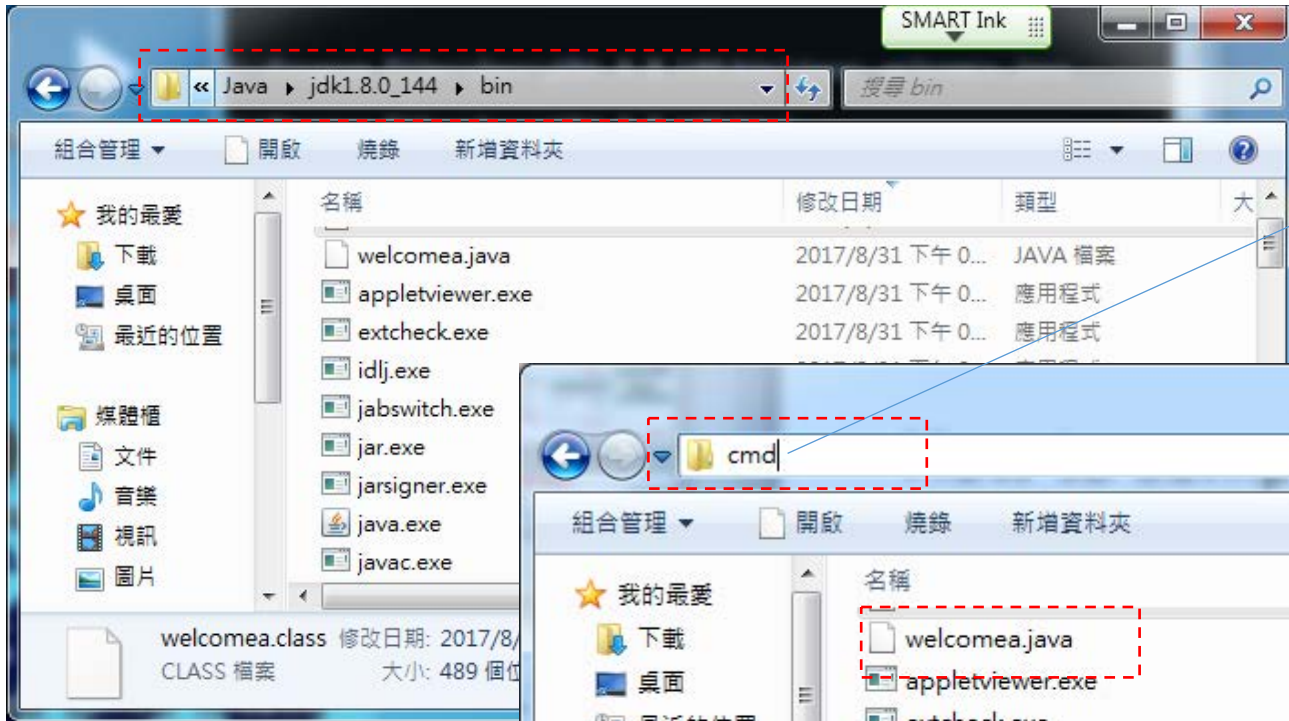 SMART Ink
« Java ▸ jdk1.8.0_144 ▸ bin
搜尋 bin
組合管理 ▼ 開啟 燒錄 新增資料夾
名稱 修改日期 類型 大
我的最愛
下載
桌面
最近的位置
媒體櫃
文件
音樂
視訊
圖片
welcomea.java 2017/8/31 下午 0... JAVA 檔案
appletviewer.exe 2017/8/31 下午 0... 應用程式
extcheck.exe 2017/8/31 下午 0... 應用程式
idlj.exe
jabswitch.exe
jar.exe
jarsigner.exe
java.exe
javac.exe
welcomea.class 修改日期: 2017/8/
CLASS 檔案 大小: 489 個位
cmd
組合管理 ▼ 開啟 燒錄 新增資料夾
我的最愛
下載
桌面
名稱
welcomea.java
appletviewer.exe